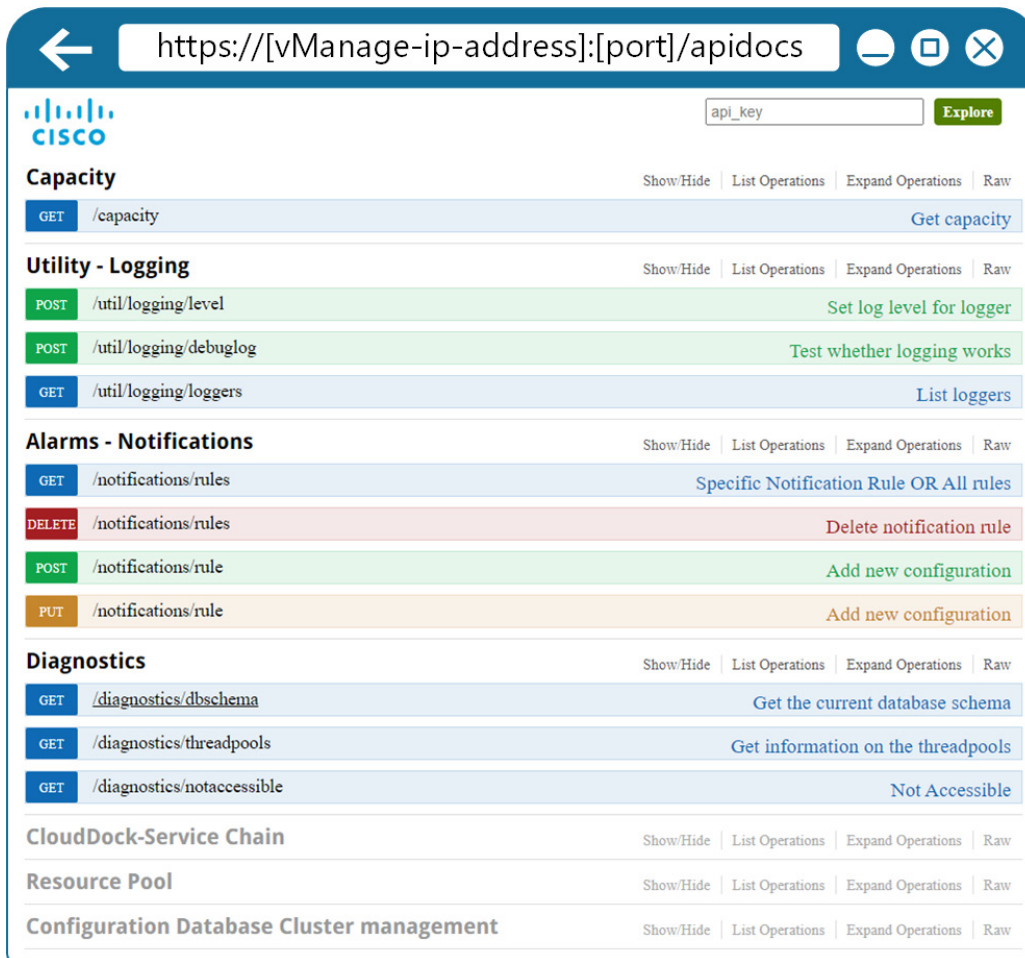 https://[vManage-ip-address]:[port]/apidocs
CISCO
api_key
Explore
Capacity
Show/Hide | List Operations | Expand Operations | Raw
GET /capacity Get capacity
Utility - Logging
Show/Hide | List Operations | Expand Operations | Raw
POST /util/logging/level Set log level for logger
POST /util/logging/debuglog Test whether logging works
GET /util/logging/loggers List loggers
Alarms - Notifications
Show/Hide | List Operations | Expand Operations | Raw
GET /notifications/rules Specific Notification Rule OR All rules
DELETE /notifications/rules Delete notification rule
POST /notifications/rule Add new configuration
PUT /notifications/rule Add new configuration
Diagnostics
Show/Hide | List Operations | Expand Operations | Raw
GET /diagnostics/dbschema Get the current database schema
GET /diagnostics/threadpools Get information on the threadpools
GET /diagnostics/notaccessible Not Accessible
CloudDock-Service Chain
Show/Hide | List Operations | Expand Operations | Raw
Resource Pool
Show/Hide | List Operations | Expand Operations | Raw
Configuration Database Cluster management
Show/Hide | List Operations | Expand Operations | Raw